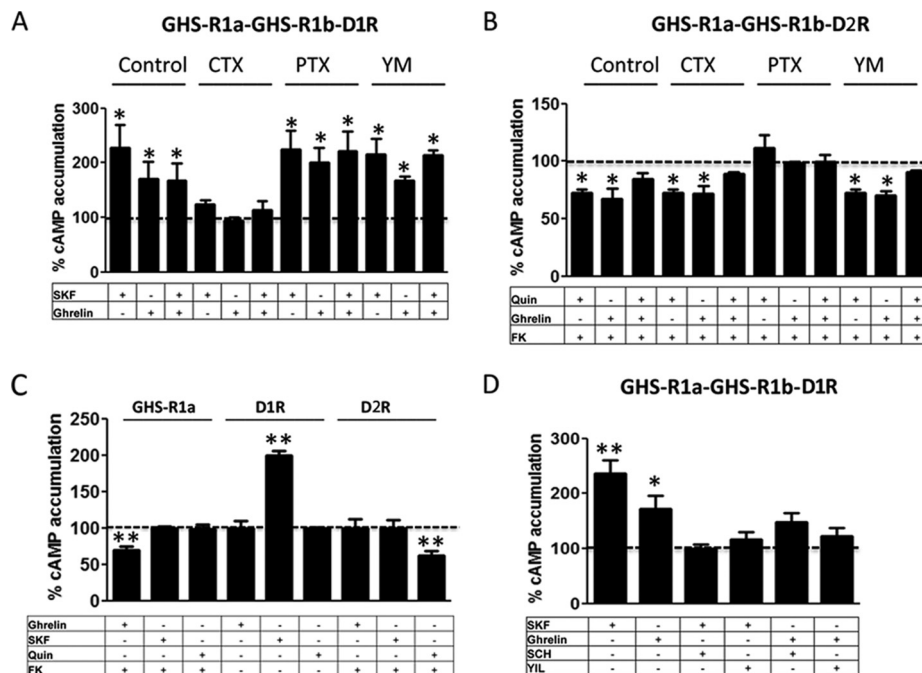 A
GHS-R1a-GHS-R1b-D1R
Control CTX PTX YM
% cAMP accumulation
300
200
100
0
* * * * * * * * *
SKF + - + + - + + - + + - +
Ghrelin - + + - + + - + + - + +
B
GHS-R1a-GHS-R1b-D2R
Control CTX PTX YM
% cAMP accumulation
150
100
50
0
* * * * * *
Quin + - + + - + + - + + - +
Ghrelin - + + - + + - + + - + +
FK + + + + + + + + + + + +
C
GHS-R1a D1R D2R
% cAMP accumulation
250
200
150
100
50
0
** ** **
Ghrelin + - - + - - + - -
SKF - + - - + - - + -
Quin - - + - - + - - +
FK + + + - - - + + +
D
GHS-R1a-GHS-R1b-D1R
% cAMP accumulation
300
200
100
0
** *
SKF + - + + - -
Ghrelin - + - - + +
SCH - - + - + -
YIL - - - + - +